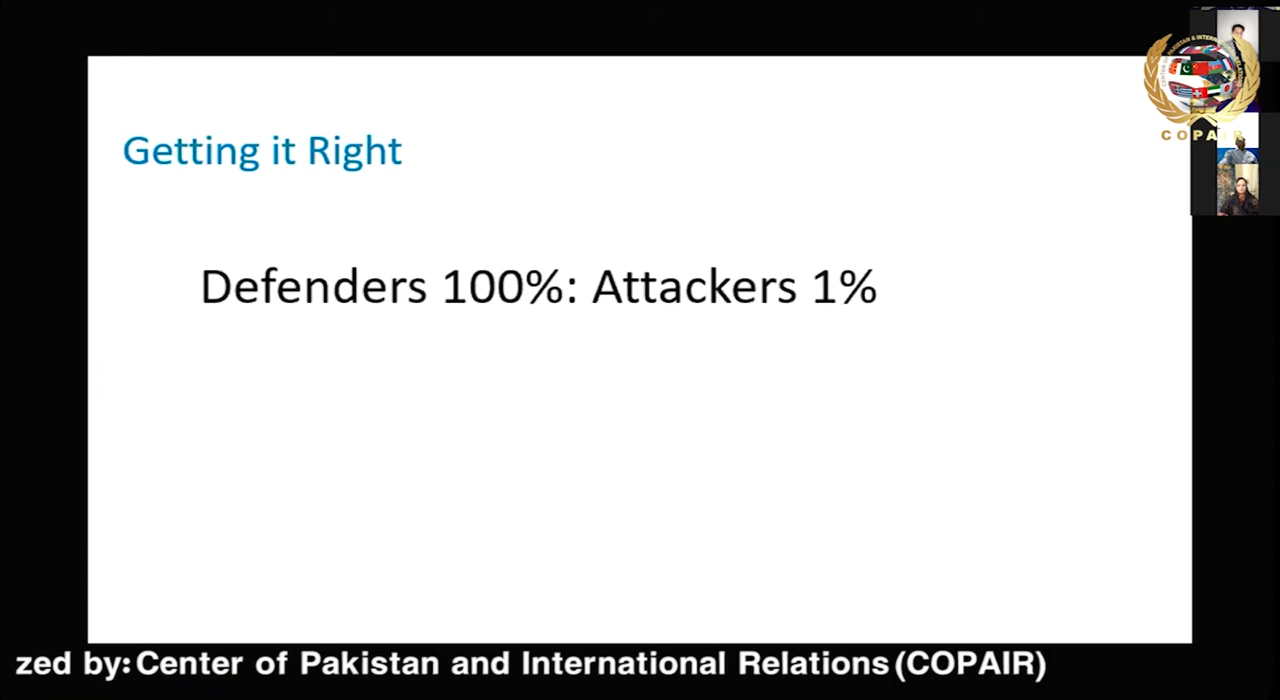 Getting it Right
Defenders 100%: Attackers 1%
COPAIR
zed by: Center of Pakistan and International Relations (COPAIR)